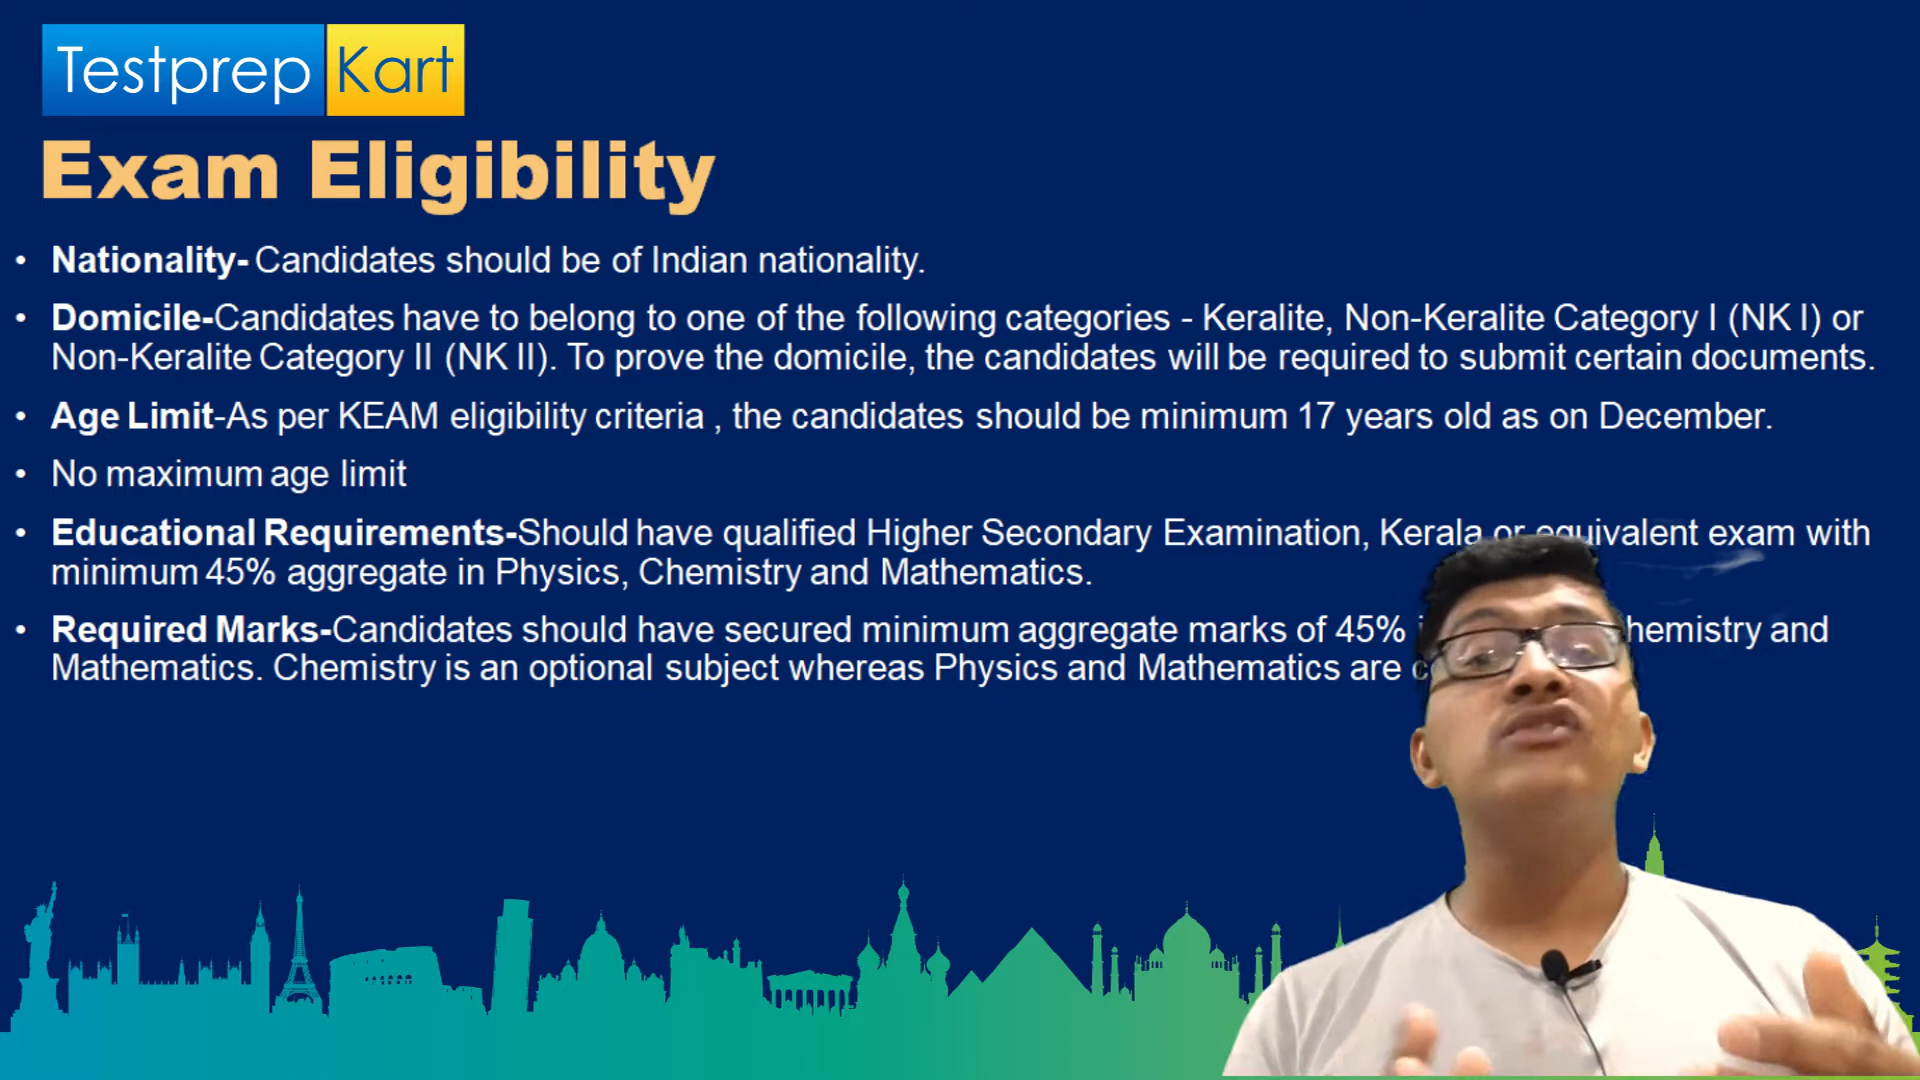 Testprep Kart
Exam Eligibility
• Nationality- Candidates should be of Indian nationality.
• Domicile-Candidates have to belong to one of the following categories - Keralite, Non-Keralite Category I (NK I) or
Non-Keralite Category II (NK II). To prove the domicile, the candidates will be required to submit certain documents.
• Age Limit-As per KEAM eligibility criteria , the candidates should be minimum 17 years old as on December.
• No maximum age limit
• Educational Requirements-Should have qualified Higher Secondary Examination, Kerala or equivalent exam with
minimum 45% aggregate in Physics, Chemistry and Mathematics.
• Required Marks-Candidates should have secured minimum aggregate marks of 45% hemistry and
Mathematics. Chemistry is an optional subject whereas Physics and Mathematics are